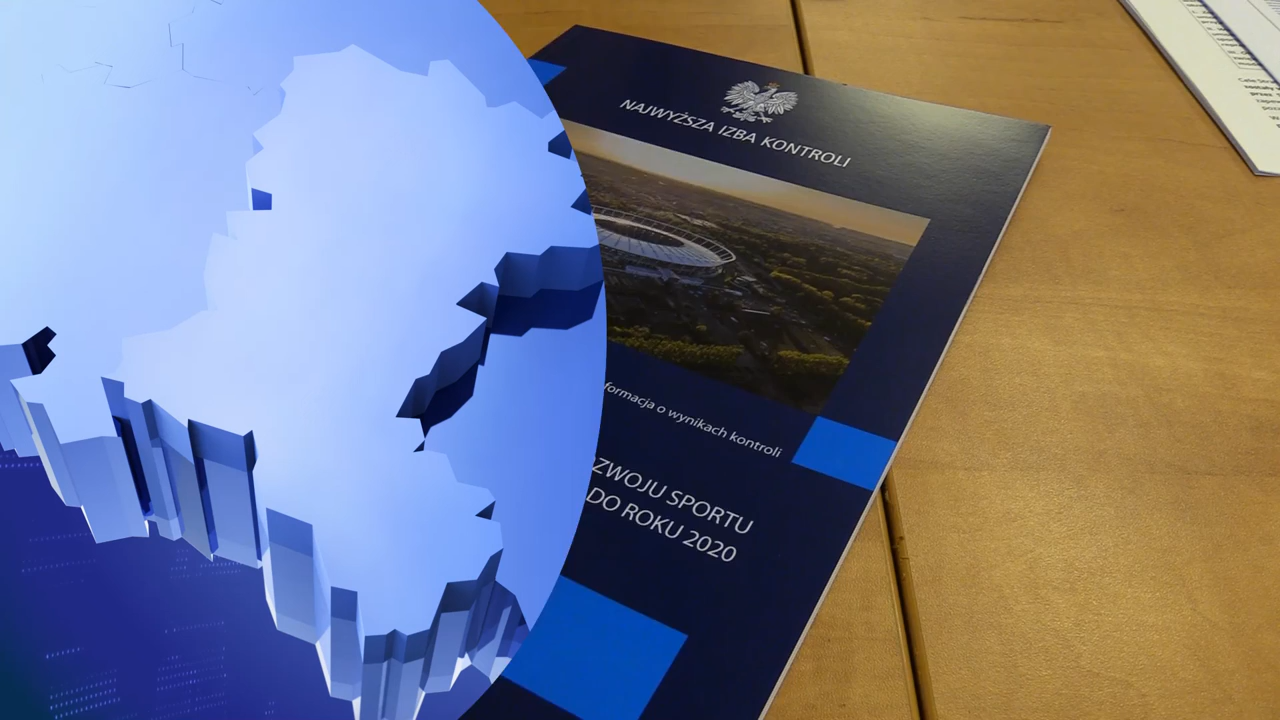 NAJWYŻSZA IZBA KONTROLI
formacja o wynikach kontroli
ZWOJU SPORTU
DO ROKU 2020